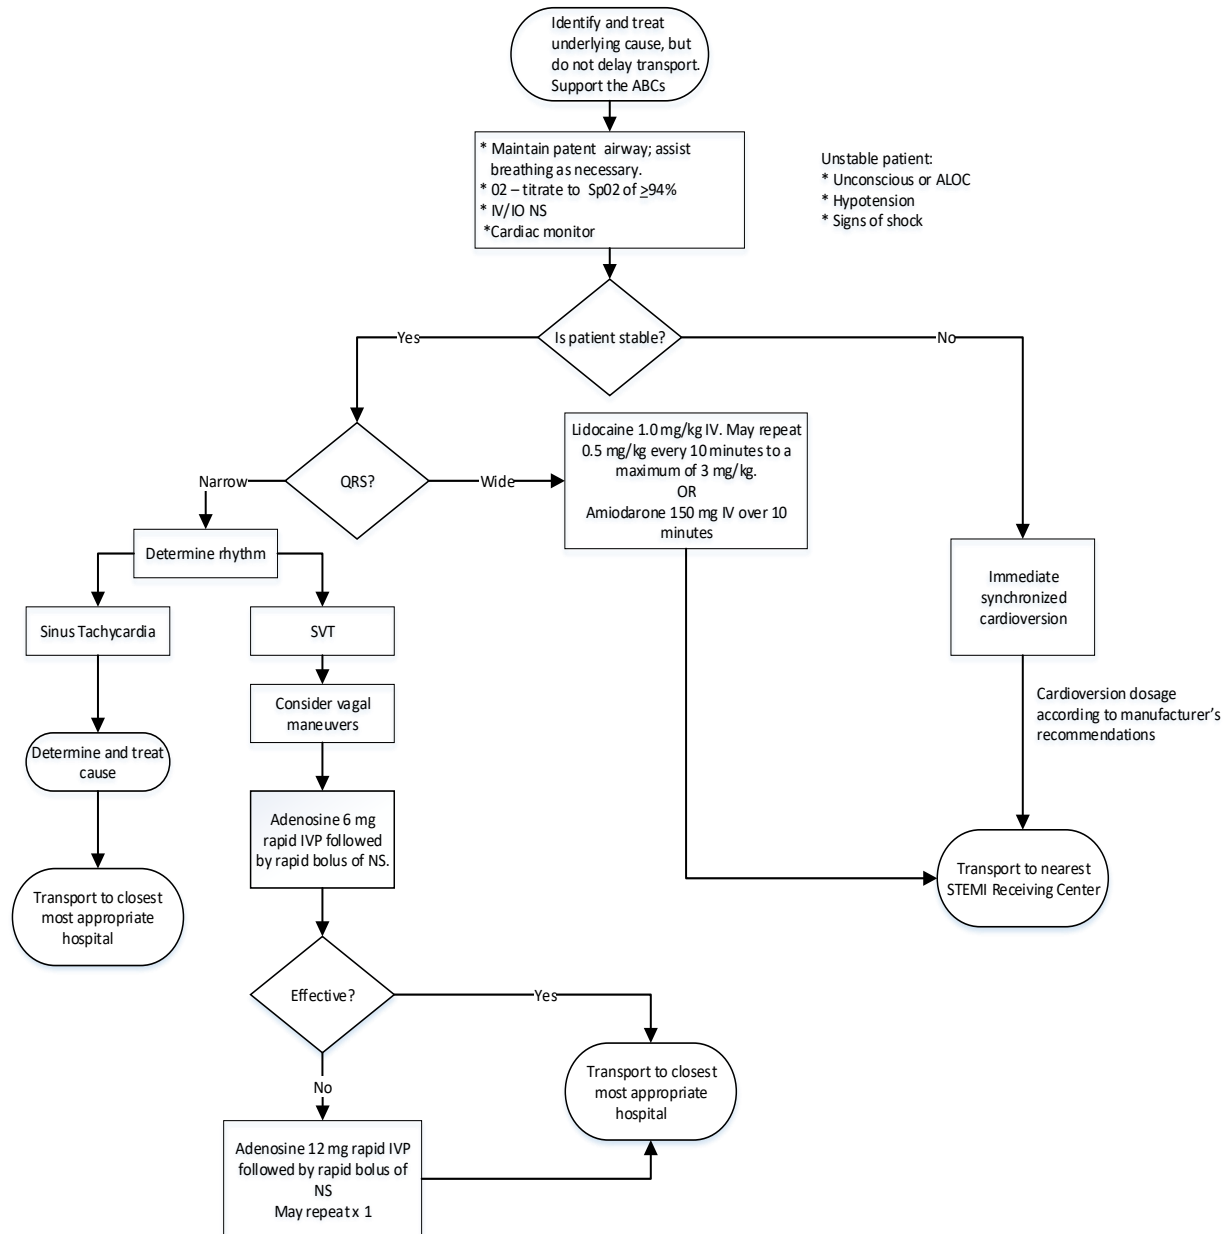 Identify and treat
underlying cause, but
do not delay transport.
Support the ABCs
* Maintain patent airway; assist
breathing as necessary.
* 02 – titrate to Sp02 of ≥94%
* IV/IO NS
*Cardiac monitor
Unstable patient:
* Unconscious or ALOC
* Hypotension
* Signs of shock
Is patient stable?
Yes
No
QRS?
Narrow
Wide
Lidocaine 1.0 mg/kg IV. May repeat
0.5 mg/kg every 10 minutes to a
maximum of 3 mg/kg.
OR
Amiodarone 150 mg IV over 10
minutes
Determine rhythm
Immediate
synchronized
cardioversion
Sinus Tachycardia
SVT
Consider vagal
maneuvers
Cardioversion dosage
according to manufacturer's
recommendations
Determine and treat
cause
Adenosine 6 mg
rapid IVP followed
by rapid bolus of NS.
Transport to closest
most appropriate
hospital
Transport to nearest
STEMI Receiving Center
Effective?
Yes
No
Transport to closest
most appropriate
hospital
Adenosine 12 mg rapid IVP
followed by rapid bolus of
NS
May repeat x 1